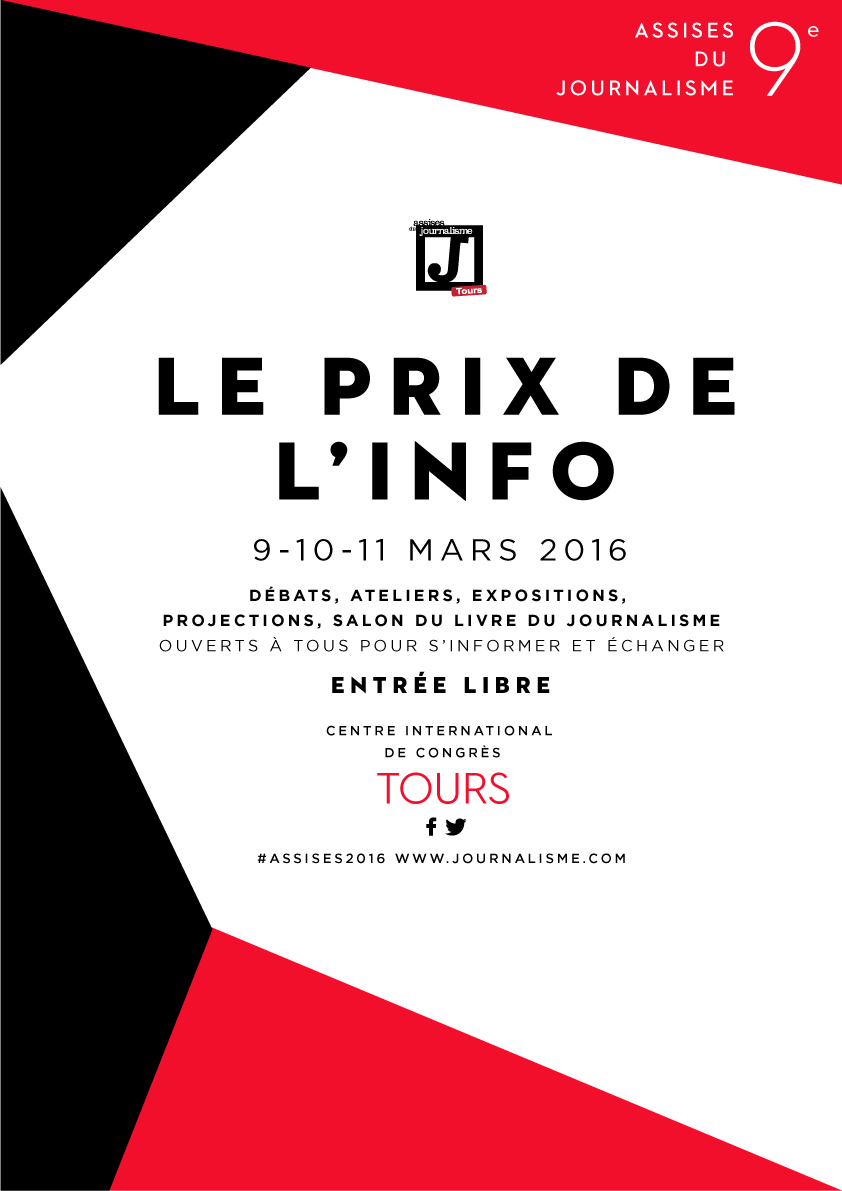 ASSISES
DU
JOURNALISME
9e
assises
du journalisme
J
Tours
LE PRIX DE
L'INFO
9-10-11 MARS 2016
DÉBATS, ATELIERS, EXPOSITIONS,
PROJECTIONS, SALON DU LIVRE DU JOURNALISME
OUVERTS À TOUS POUR S'INFORMER ET ÉCHANGER
ENTRÉE LIBRE
CENTRE INTERNATIONAL
DE CONGRÈS
TOURS
#ASSISES2016 WWW.JOURNALISME.COM